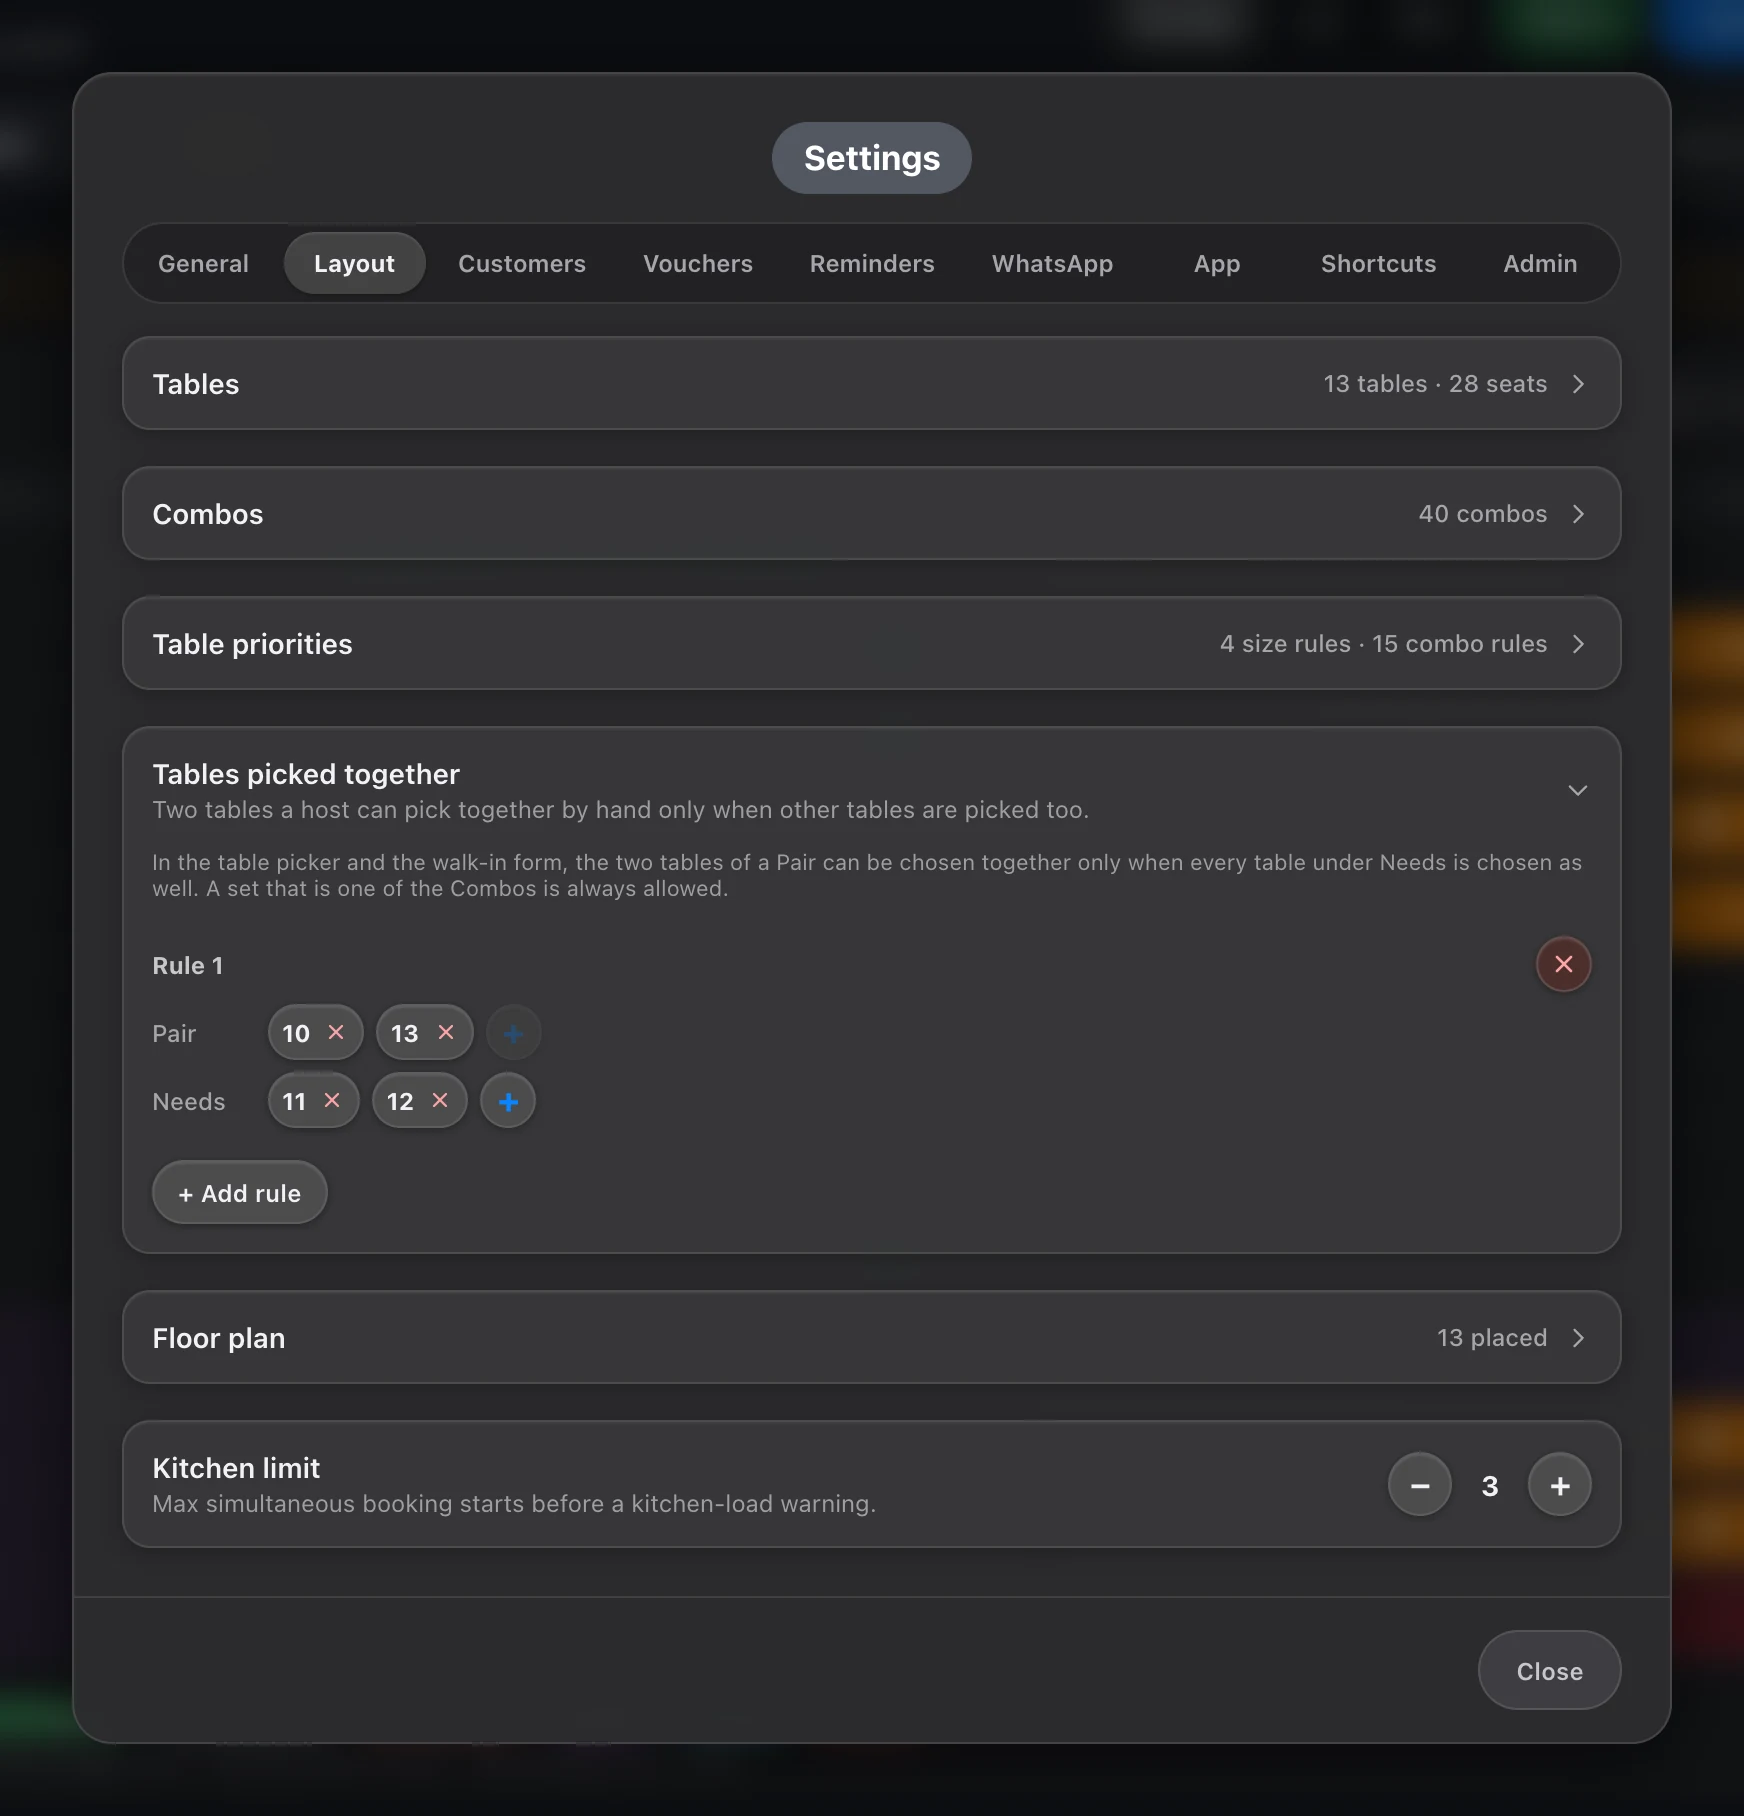 Settings
General Layout Customers Vouchers Reminders WhatsApp App Shortcuts Admin
Tables 13 tables · 28 seats
Combos 40 combos
Table priorities 4 size rules · 15 combo rules
Tables picked together
Two tables a host can pick together by hand only when other tables are picked too.
In the table picker and the walk-in form, the two tables of a Pair can be chosen together only when every table under Needs is chosen as
well. A set that is one of the Combos is always allowed.
Rule 1
Pair 10 × 13 × +
Needs 11 × 12 × +
+ Add rule
Floor plan 13 placed
Kitchen limit
Max simultaneous booking starts before a kitchen-load warning.
− 3 +
Close